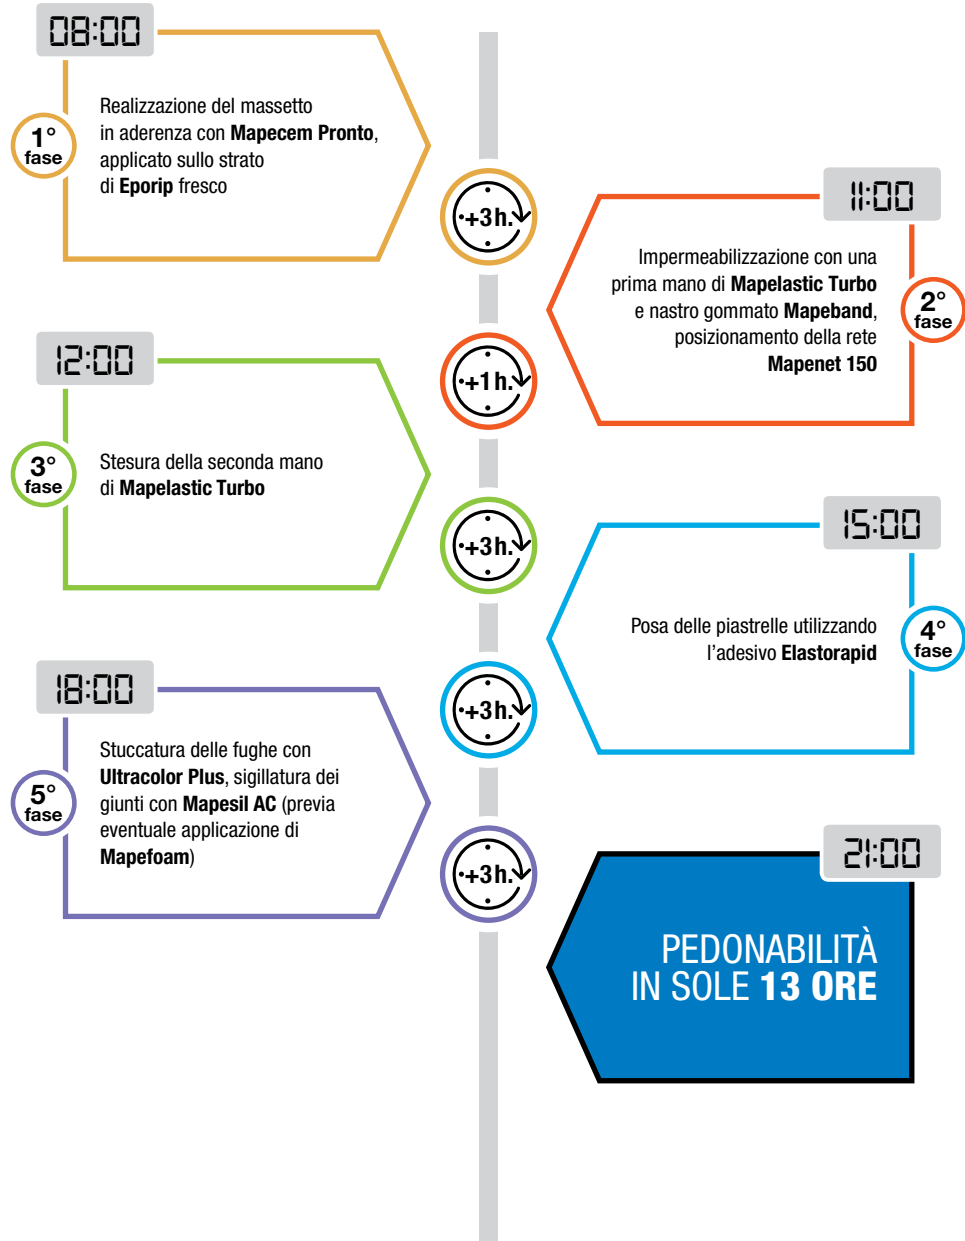 08:00
1°
fase
Realizzazione del massetto
in aderenza con Mapecem Pronto,
applicato sullo strato
di Eporip fresco
+3h.
11:00
2°
fase
Impermeabilizzazione con una
prima mano di Mapelastic Turbo
e nastro gommato Mapeband,
posizionamento della rete
Mapenet 150
+1h.
12:00
3°
fase
Stesura della seconda mano
di Mapelastic Turbo
+3h.
15:00
4°
fase
Posa delle piastrelle utilizzando
l'adesivo Elastorapid
+3h.
18:00
5°
fase
Stuccatura delle fughe con
Ultracolor Plus, sigillatura dei
giunti con Mapesil AC (previa
eventuale applicazione di
Mapefoam)
+3h.
21:00
PEDONABILITÀ
IN SOLE 13 ORE